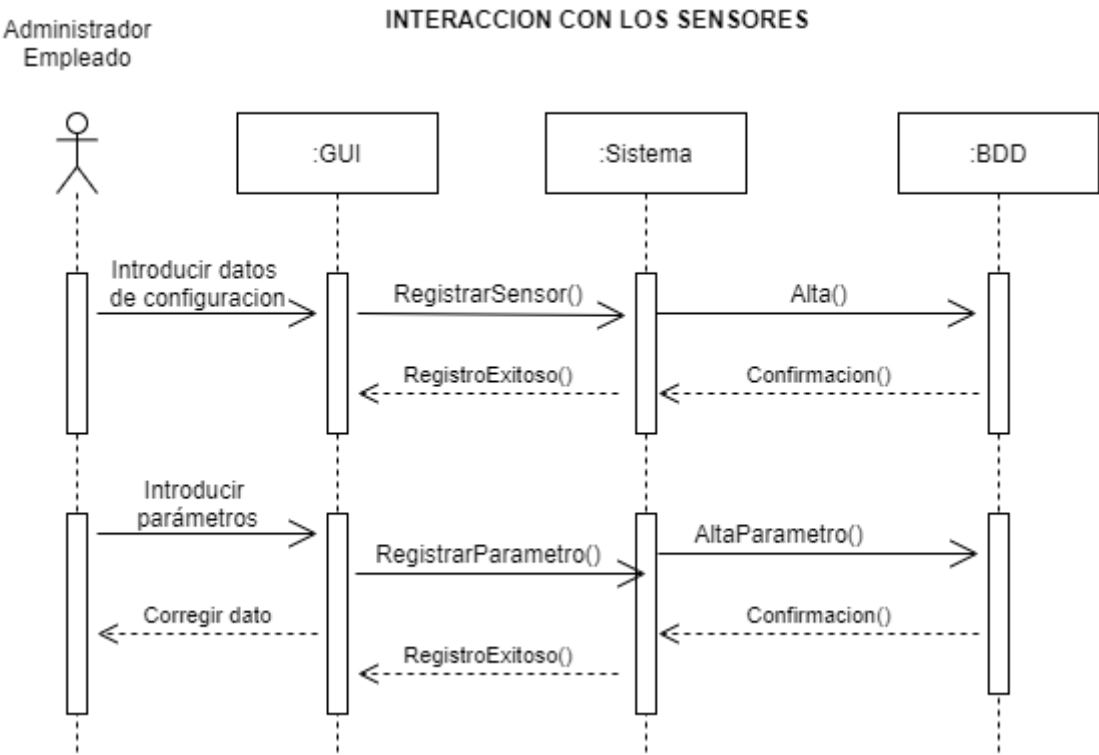 INTERACCION CON LOS SENSORES
Administrador
Empleado
:GUI
:Sistema
:BDD
Introducir datos
de configuracion
RegistrarSensor()
Alta()
RegistroExitoso()
Confirmacion()
Introducir
parámetros
RegistrarParametro()
AltaParametro()
Corregir dato
Confirmacion()
RegistroExitoso()